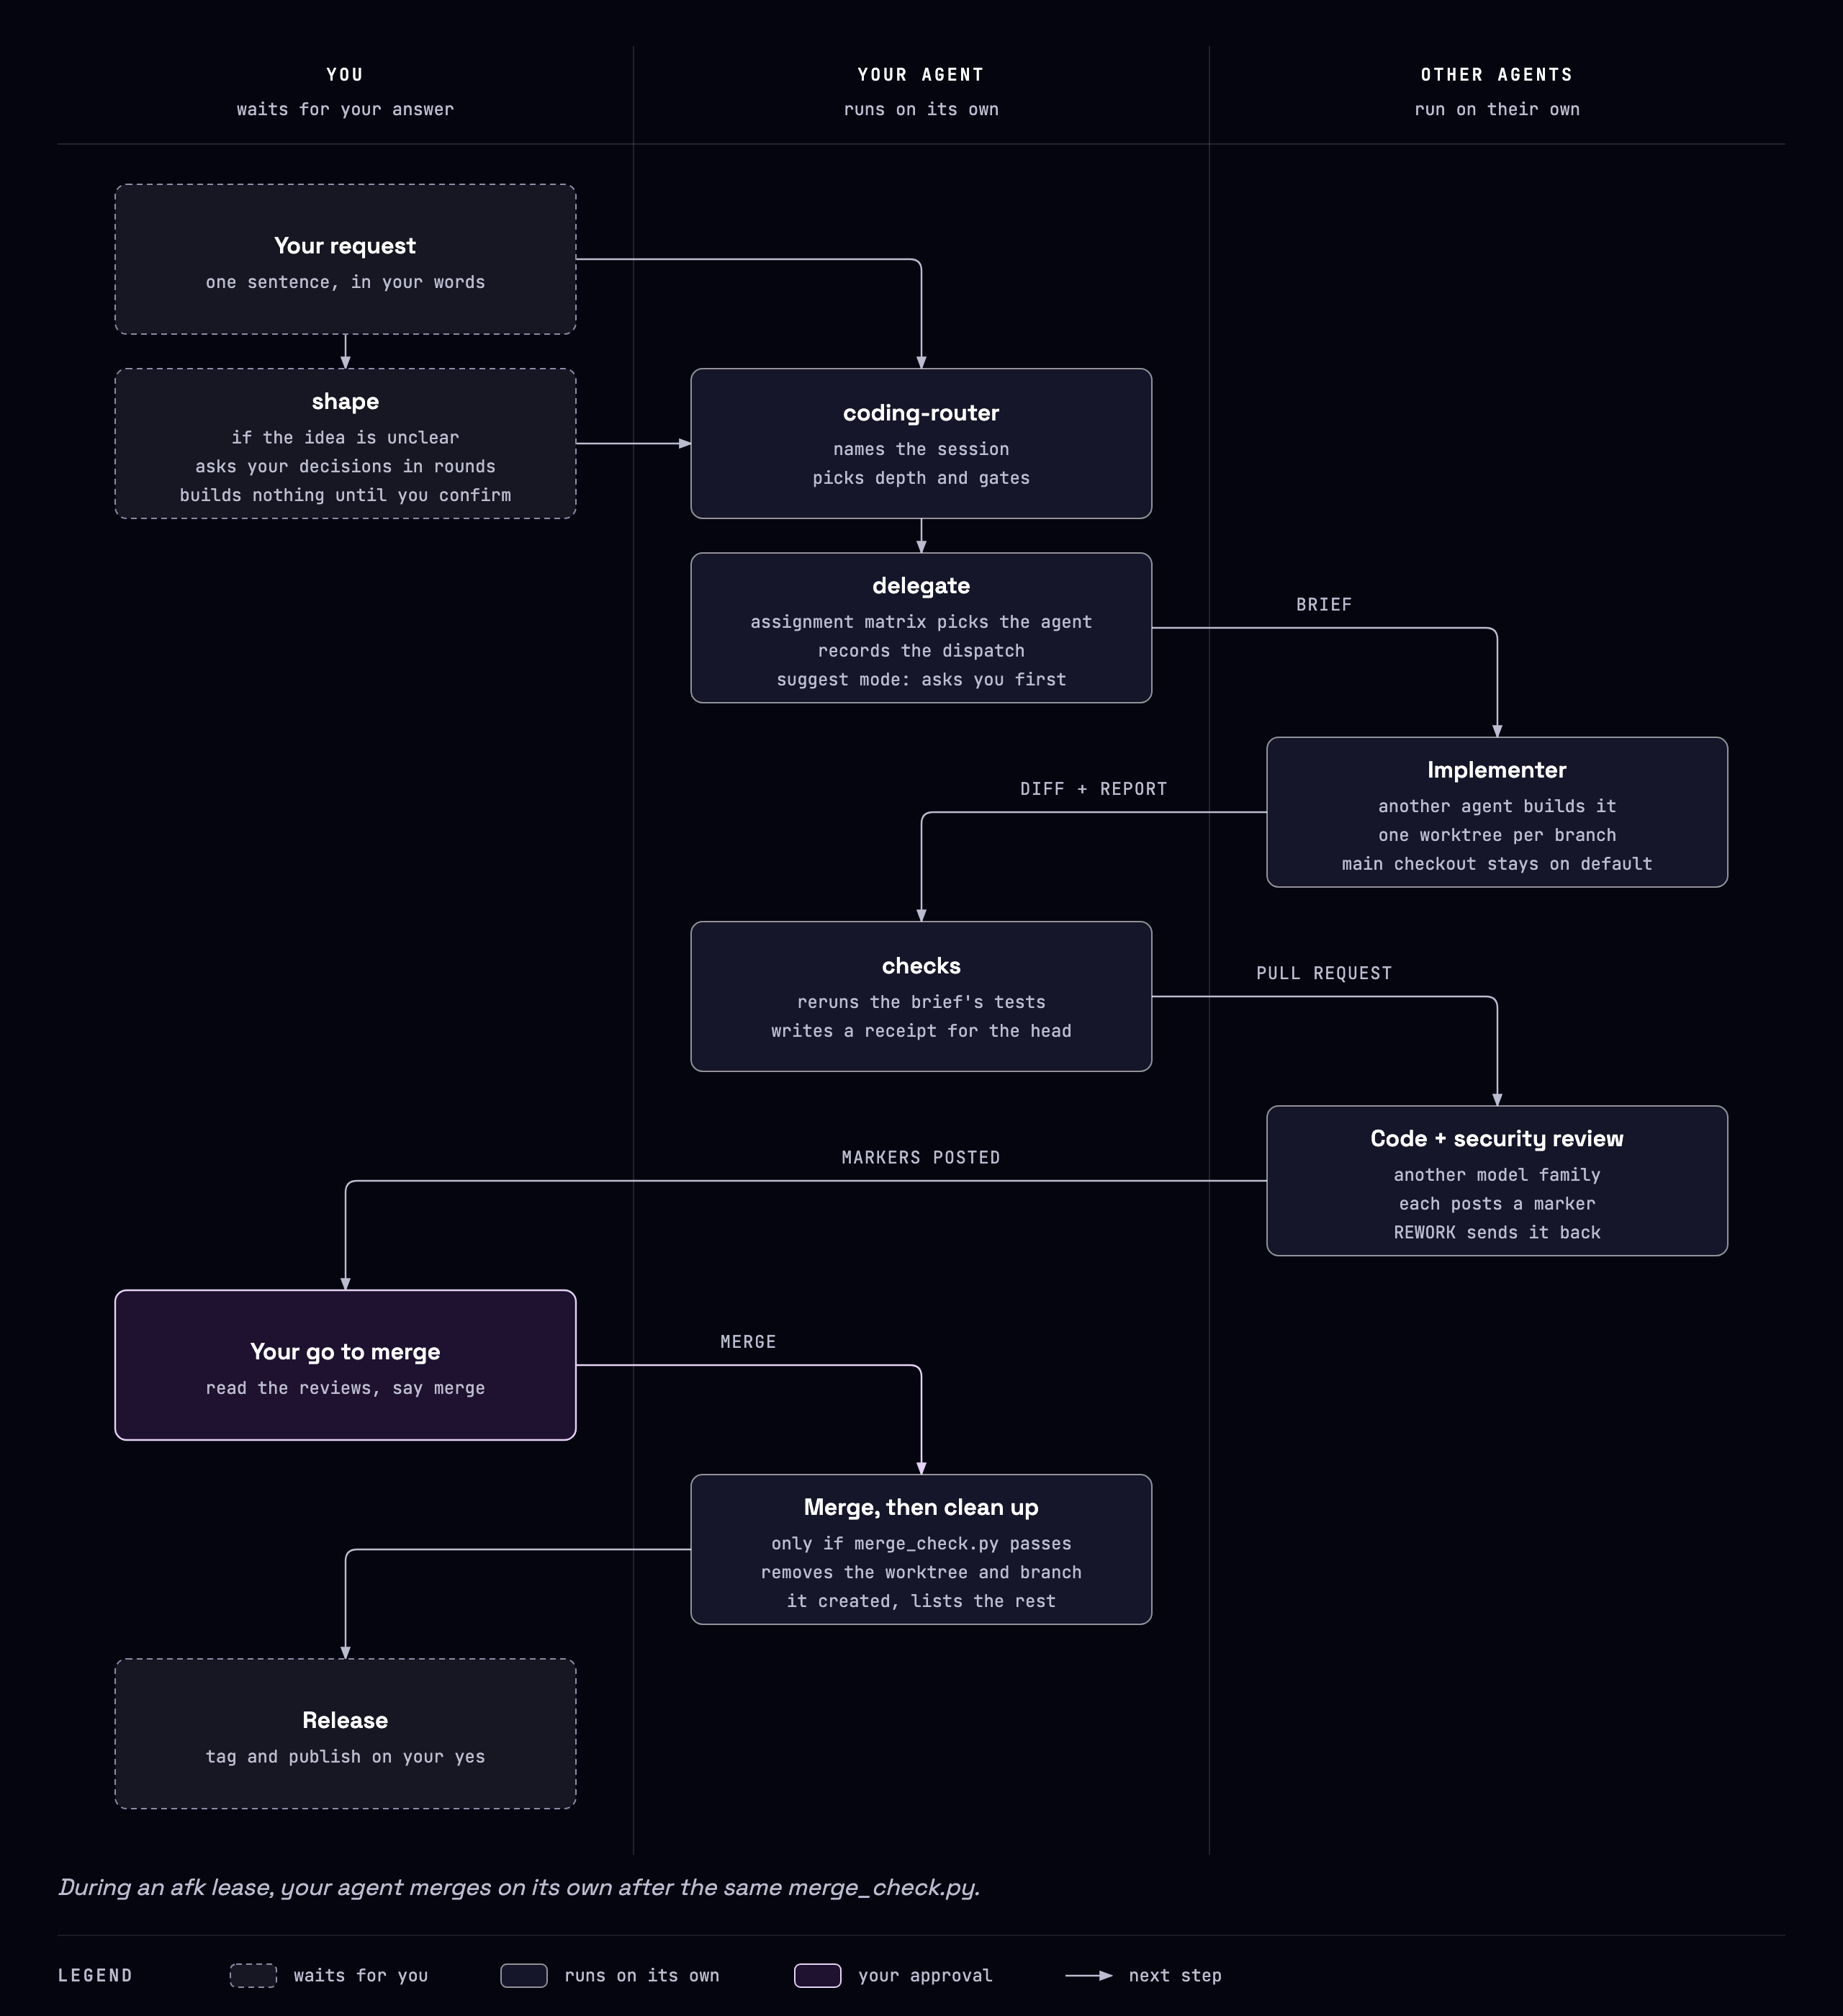 YOU
waits for your answer
YOUR AGENT
runs on its own
OTHER AGENTS
run on their own
Your request
one sentence, in your words
shape
if the idea is unclear
asks your decisions in rounds
builds nothing until you confirm
coding-router
names the session
picks depth and gates
delegate
assignment matrix picks the agent
records the dispatch
suggest mode: asks you first
BRIEF
Implementer
another agent builds it
one worktree per branch
main checkout stays on default
DIFF + REPORT
checks
reruns the brief's tests
writes a receipt for the head
PULL REQUEST
Code + security review
another model family
each posts a marker
REWORK sends it back
MARKERS POSTED
Your go to merge
read the reviews, say merge
MERGE
Merge, then clean up
only if merge_check.py passes
removes the worktree and branch
it created, lists the rest
Release
tag and publish on your yes
During an afk lease, your agent merges on its own after the same merge_check.py.
LEGEND
waits for you
runs on its own
your approval
next step